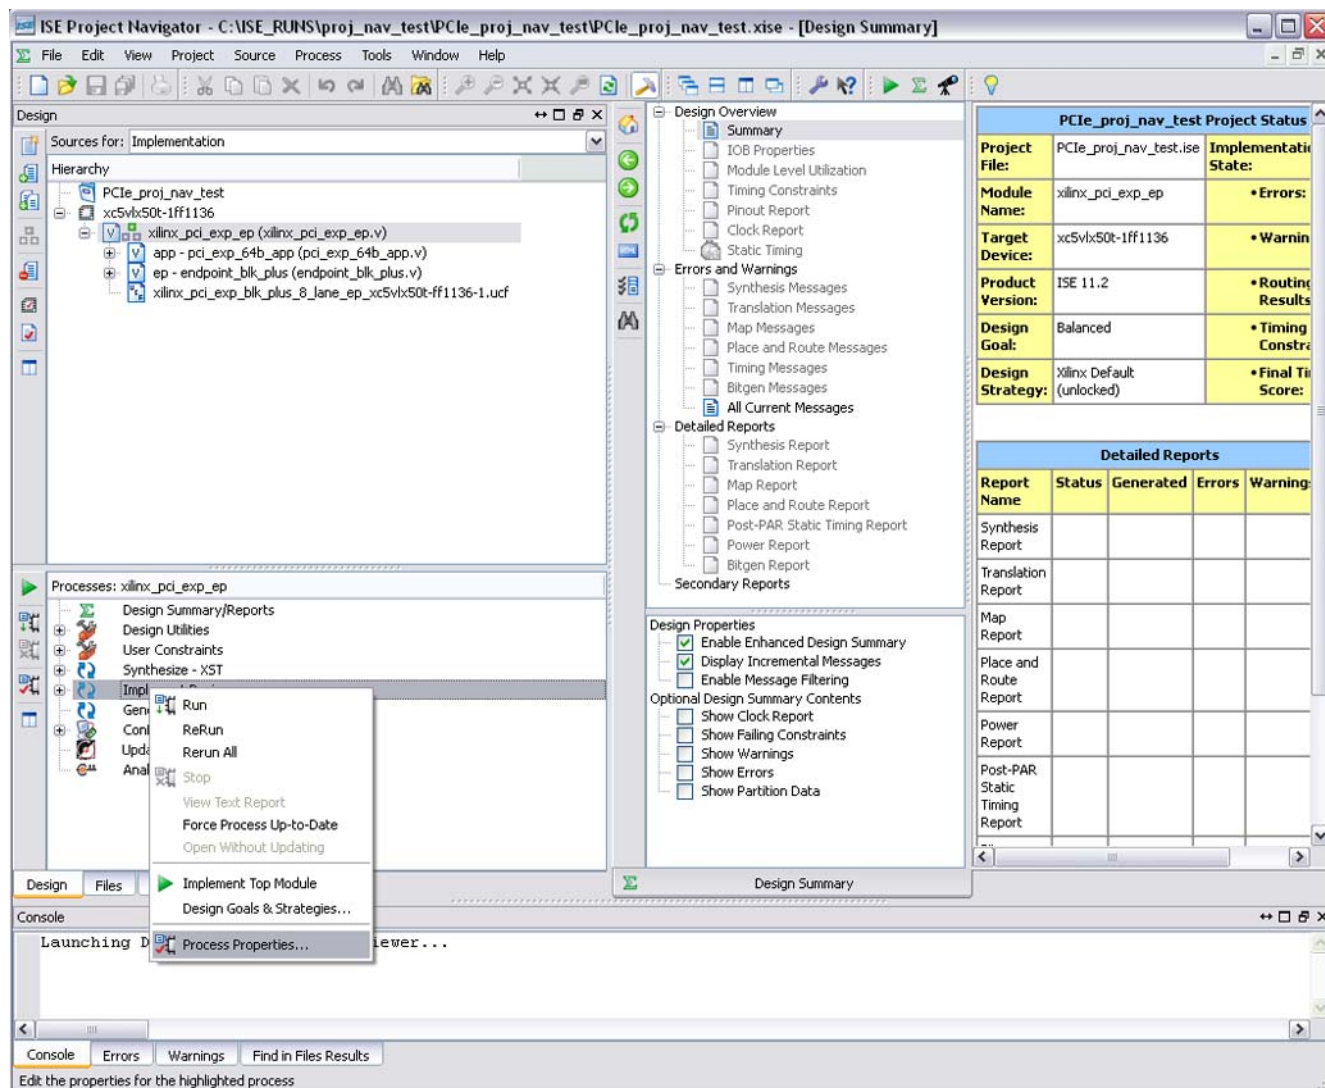 ISE Project Navigator - C:\ISE_RUNS\proj_nav_test\PCIe_proj_nav_test\PCIe_proj_nav_test.xise - [Design Summary]
File Edit View Project Source Process Tools Window Help
Design
Sources for: Implementation
Hierarchy
PCIe_proj_nav_test
xc5vlx50t-1ff1136
xilinx_pci_exp_ep (xilinx_pci_exp_ep.v)
app - pci_exp_64b_app (pci_exp_64b_app.v)
ep - endpoint_blk_plus (endpoint_blk_plus.v)
xilinx_pci_exp_blk_plus_8_lane_ep_xc5vlx50t-ff1136-1.ucf
Processes: xilinx_pci_exp_ep
Design Summary/Reports
Design Utilities
User Constraints
Synthesize - XST
Gen
Upda
Anal
Run
ReRun
Rerun All
Stop
View Text Report
Force Process Up-to-Date
Open Without Updating
Implement Top Module
Design Goals & Strategies...
Process Properties...
Design Files
Design Overview
Summary
IOB Properties
Module Level Utilization
Timing Constraints
Pinout Report
Clock Report
Static Timing
Errors and Warnings
Synthesis Messages
Translation Messages
Map Messages
Place and Route Messages
Timing Messages
Bitgen Messages
All Current Messages
Detailed Reports
Synthesis Report
Translation Report
Map Report
Place and Route Report
Post-PAR Static Timing Report
Power Report
Bitgen Report
Secondary Reports
Design Properties
Enable Enhanced Design Summary
Display Incremental Messages
Enable Message Filtering
Optional Design Summary Contents
Show Clock Report
Show Failing Constraints
Show Warnings
Show Errors
Show Partition Data
Design Summary
PCIe_proj_nav_test Project Status
Project File: PCIe_proj_nav_test.ise Implementati State:
Module Name: xilinx_pci_exp_ep • Errors:
Target Device: xc5vlx50t-1ff1136 • Warnin
Product Version: ISE 11.2 • Routing Results
Design Goal: Balanced • Timing Constra
Design Strategy: Xilinx Default (unlocked) • Final Ti Score:
Detailed Reports
Report Name Status Generated Errors Warning
Synthesis Report
Translation Report
Map Report
Place and Route Report
Power Report
Post-PAR Static Timing Report
Console
Launching D iewer...
Console Errors Warnings Find in Files Results
Edit the properties for the highlighted process